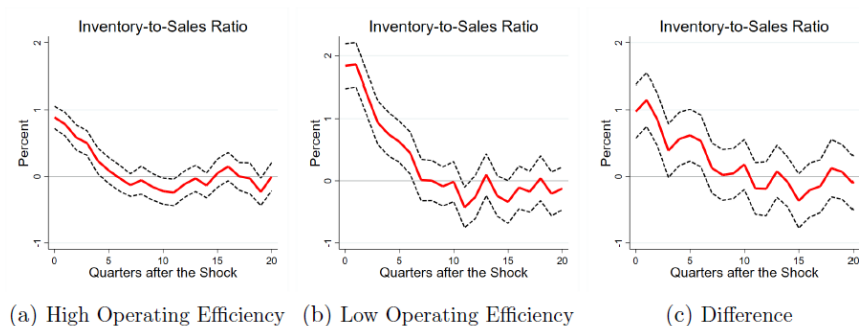 Inventory-to-Sales Ratio
Percent
2
1
0
-1
0 5 10 15 20
Quarters after the Shock
(a) High Operating Efficiency
Inventory-to-Sales Ratio
Percent
2
1
0
-1
0 5 10 15 20
Quarters after the Shock
(b) Low Operating Efficiency
Inventory-to-Sales Ratio
Percent
2
1
0
-1
0 5 10 15 20
Quarters after the Shock
(c) Difference